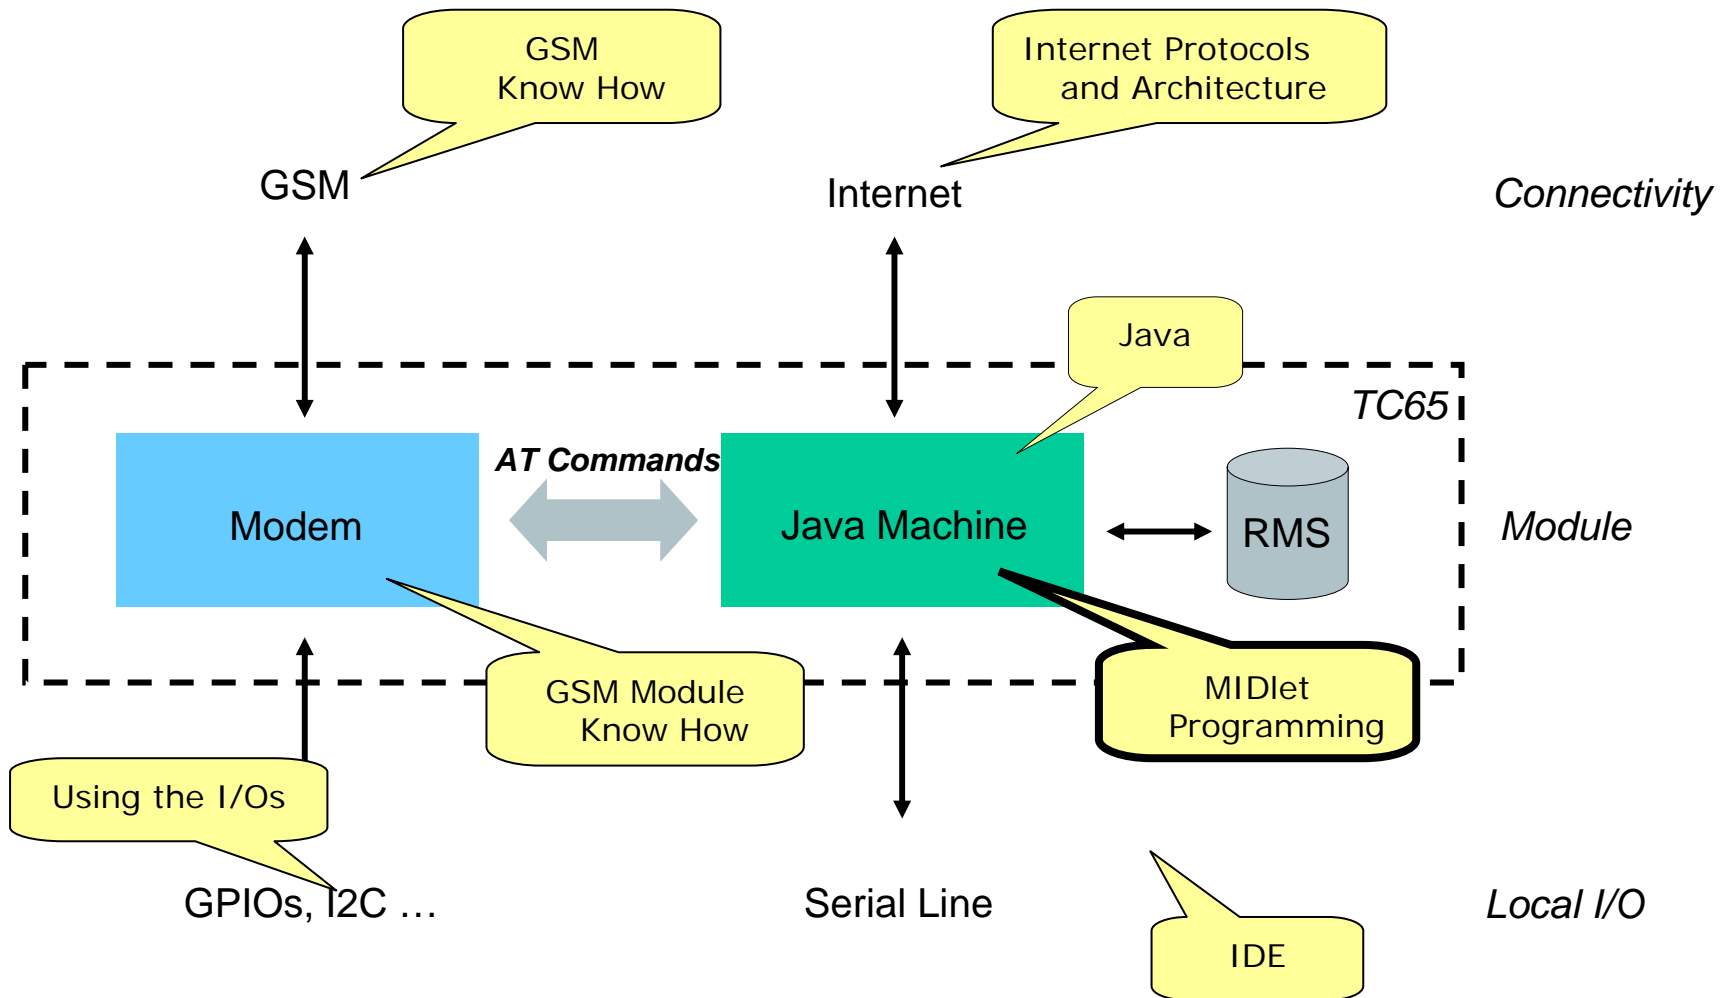 GSM
Know How
Internet Protocols
and Architecture
GSM
Internet
Connectivity
Java
TC65
AT Commands
Modem
Java Machine
RMS
Module
GSM Module
Know How
MIDlet
Programming
Using the I/Os
GPIOs, I2C …
Serial Line
Local I/O
IDE